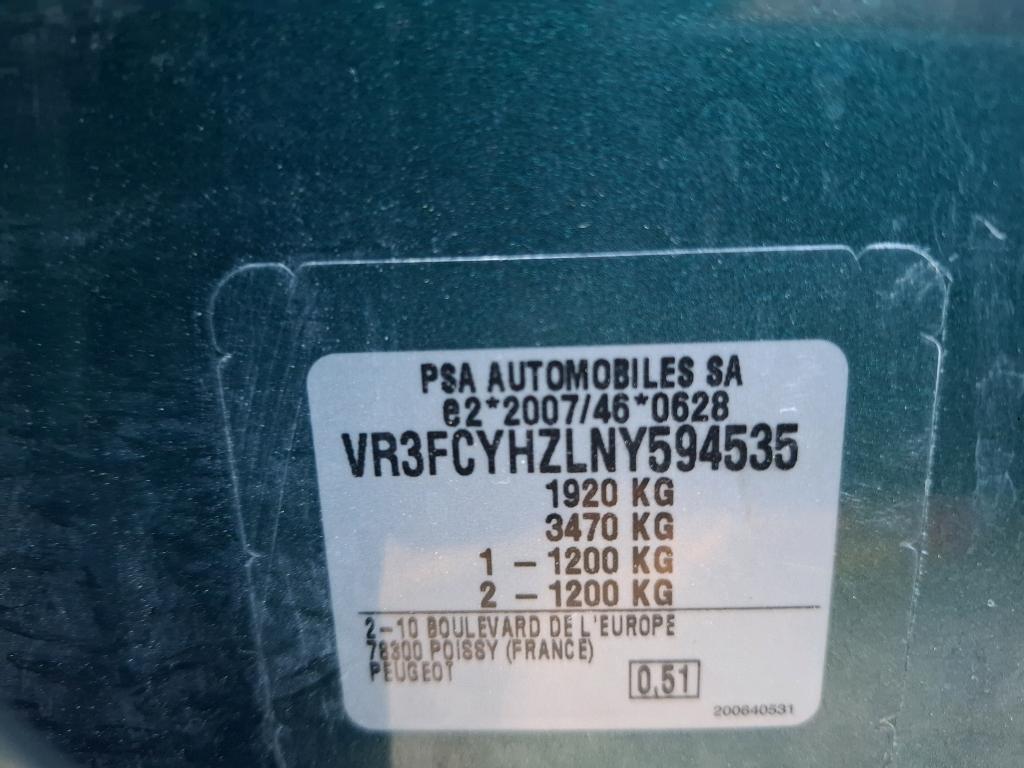 PSA AUTOMOBILES SA
e2*2007/46*0628
VR3FCYHZLNY594535
1920 KG
3470 KG
1 - 1200 KG
2 - 1200 KG
2-10 BOULEVARD DE L'EUROPE
78300 POISSY (FRANCE)
PEUGEOT
0,51
200640531